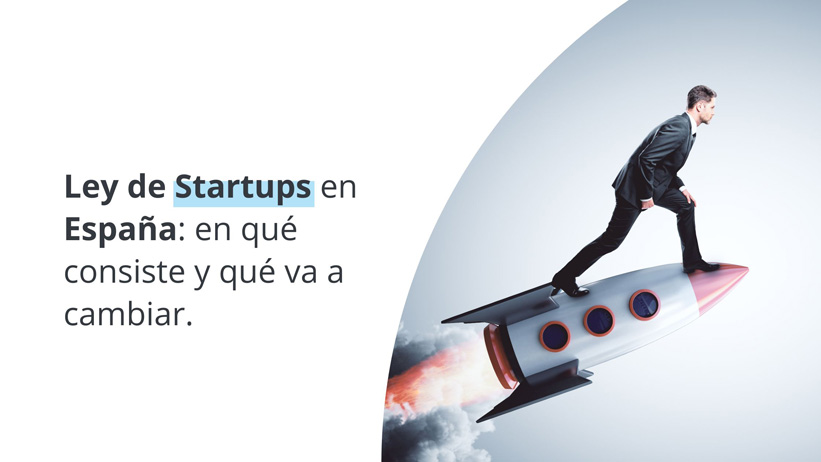 Ley de Startups en
España: en qué
consiste y qué va a
cambiar.